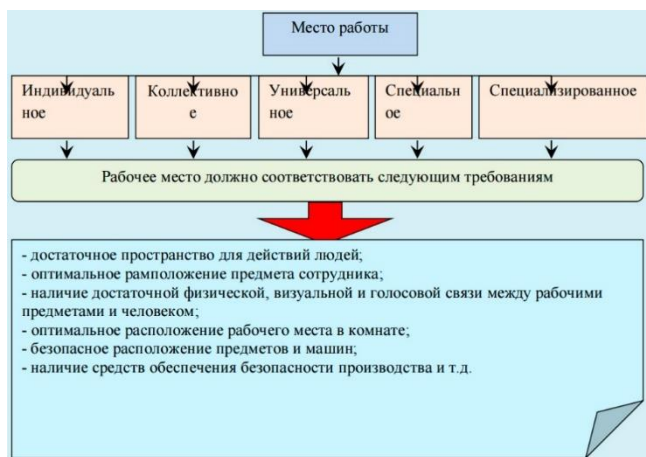 Место работы
Индивидуаль
ное
Коллективно
е
Универсаль
ное
Специальн
ое
Специализированное
Рабочее место должно соответствовать следующим требованиям
- достаточное пространство для действий людей;
- оптимальное рамположение предмета сотрудника;
- наличие достаточной физической, визуальной и голосовой связи между рабочими
предметами и человеком;
- оптимальное расположение рабочего места в комнате;
- безопасное расположение предметов и машин;
- наличие средств обеспечения безопасности производства и т.д.